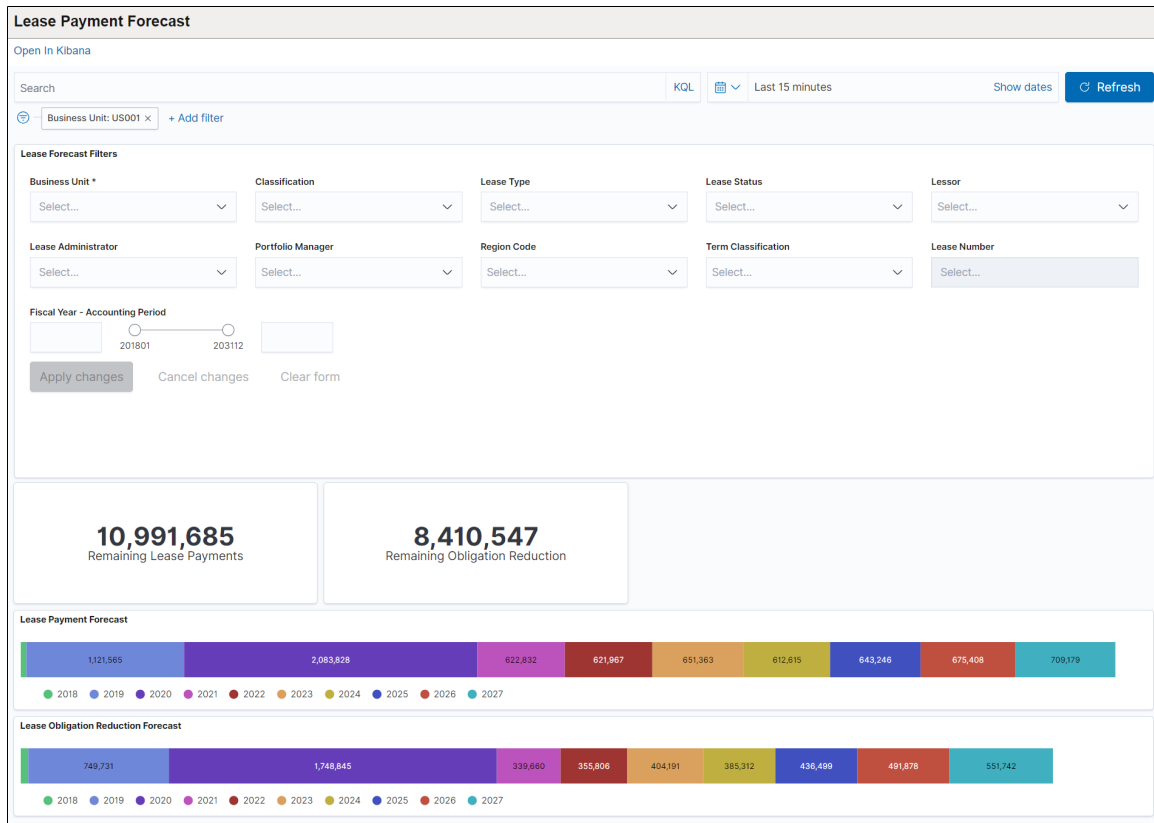 Lease Payment Forecast
Open In Kibana
Search KQL Last 15 minutes Show dates Refresh
Business Unit: US001 × + Add filter
Lease Forecast Filters
Business Unit * Classification Lease Type Lease Status Lessor
Select... Select... Select... Select... Select...
Lease Administrator Portfolio Manager Region Code Term Classification Lease Number
Select... Select... Select... Select... Select...
Fiscal Year - Accounting Period
201801 203112
Apply changes Cancel changes Clear form
10,991,685 8,410,547
Remaining Lease Payments Remaining Obligation Reduction
Lease Payment Forecast
1,121,565 2,083,828 622,832 621,967 651,363 612,615 643,246 675,408 709,179
2018 2019 2020 2021 2022 2023 2024 2025 2026 2027
Lease Obligation Reduction Forecast
749,731 1,748,845 339,660 355,806 404,191 385,312 436,499 491,878 551,742
2018 2019 2020 2021 2022 2023 2024 2025 2026 2027